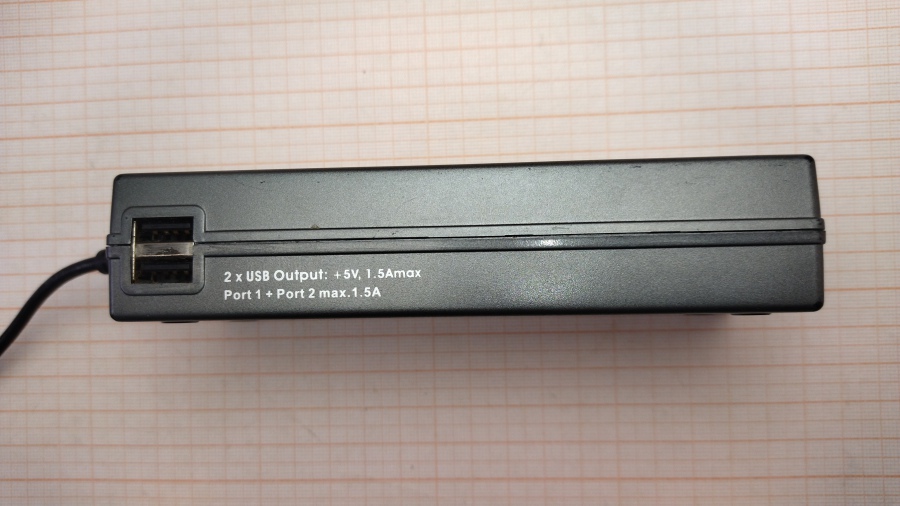 2 x USB Output: +5V, 1.5Amax
Port 1 + Port 2 max.1.5A